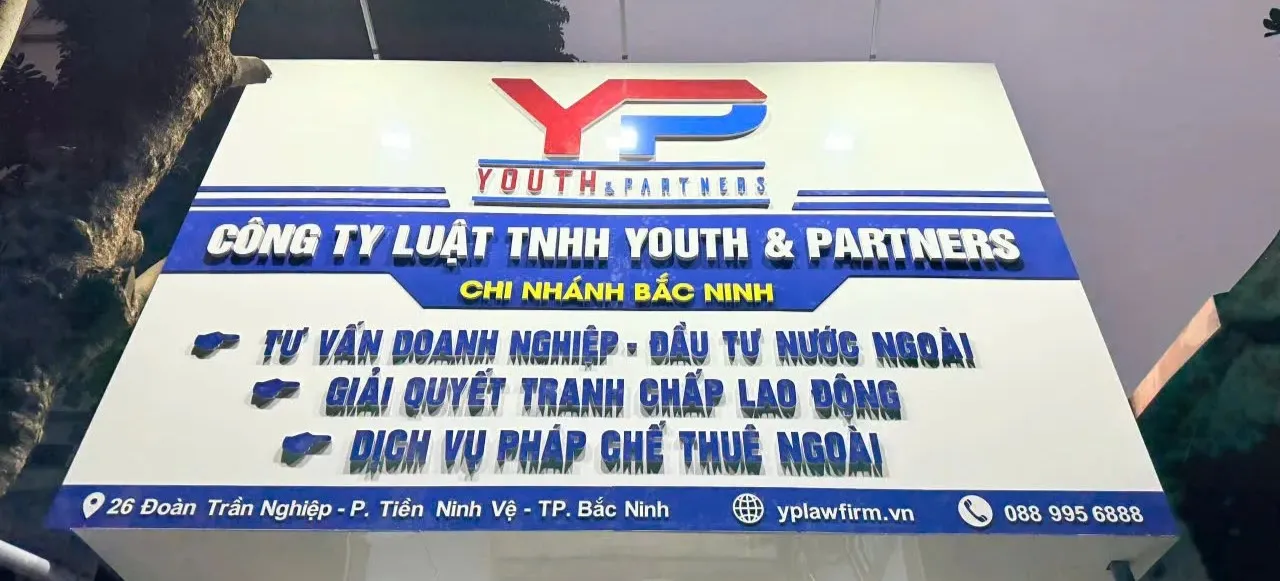 YP
YOUTH & PARTNERS
CÔNG TY LUẬT TNHH YOUTH & PARTNERS
CHI NHÁNH BẮC NINH
TƯ VẤN DOANH NGHIỆP - ĐẦU TƯ NƯỚC NGOÀI
GIẢI QUYẾT TRANH CHẤP LAO ĐỘNG
DỊCH VỤ PHÁP CHẾ THUÊ NGOÀI
26 Đoàn Trần Nghiệp - P. Tiền Ninh Vệ - TP. Bắc Ninh yplawfirm.vn 088 995 6888